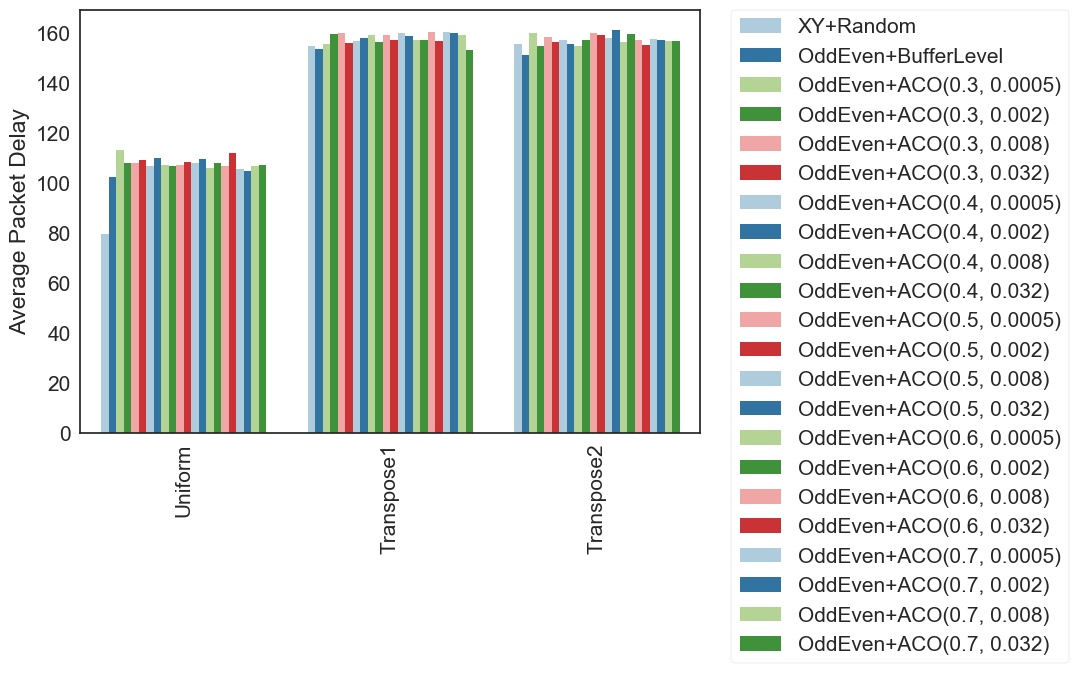 Average Packet Delay
160
140
120
100
80
60
40
20
0
Uniform
Transpose1
Transpose2
XY+Random
OddEven+BufferLevel
OddEven+ACO(0.3, 0.0005)
OddEven+ACO(0.3, 0.002)
OddEven+ACO(0.3, 0.008)
OddEven+ACO(0.3, 0.032)
OddEven+ACO(0.4, 0.0005)
OddEven+ACO(0.4, 0.002)
OddEven+ACO(0.4, 0.008)
OddEven+ACO(0.4, 0.032)
OddEven+ACO(0.5, 0.0005)
OddEven+ACO(0.5, 0.002)
OddEven+ACO(0.5, 0.008)
OddEven+ACO(0.5, 0.032)
OddEven+ACO(0.6, 0.0005)
OddEven+ACO(0.6, 0.002)
OddEven+ACO(0.6, 0.008)
OddEven+ACO(0.6, 0.032)
OddEven+ACO(0.7, 0.0005)
OddEven+ACO(0.7, 0.002)
OddEven+ACO(0.7, 0.008)
OddEven+ACO(0.7, 0.032)